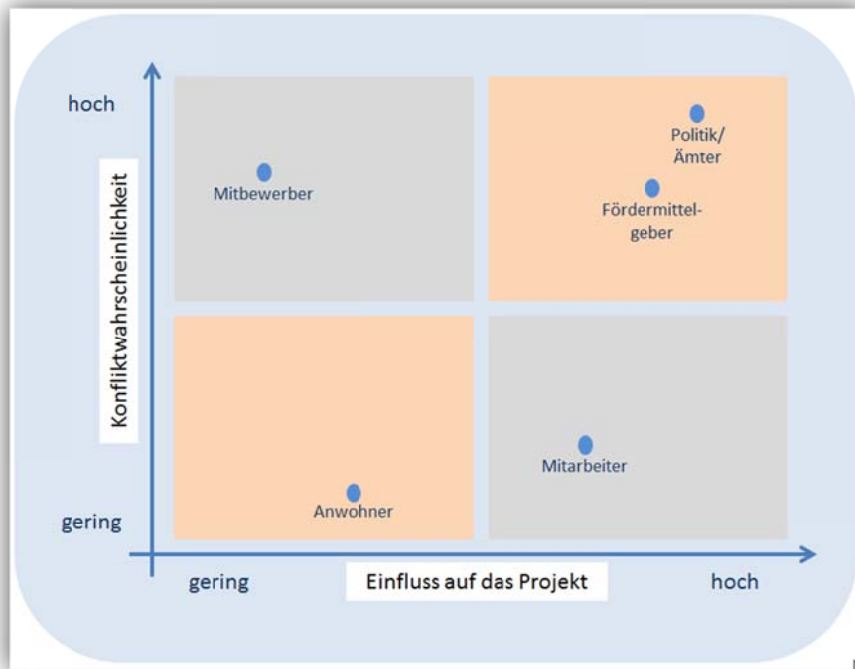 hoch
Politik/
Ämter
Mitbewerber
Fördermittel-
geber
Konfliktwahrscheinlichkeit
Mitarbeiter
Anwohner
gering
gering
Einfluss auf das Projekt
hoch